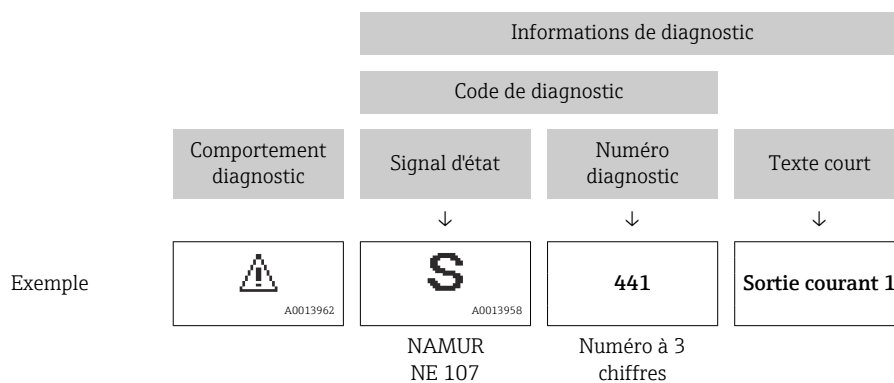 Informations de diagnostic
Code de diagnostic
Comportement
diagnostic
Signal d'état
Numéro
diagnostic
Texte court
↓ ↓ ↓
Exemple
⚠
A0013962
S
A0013958
441
Sortie courant 1
NAMUR
NE 107
Numéro à 3
chiffres